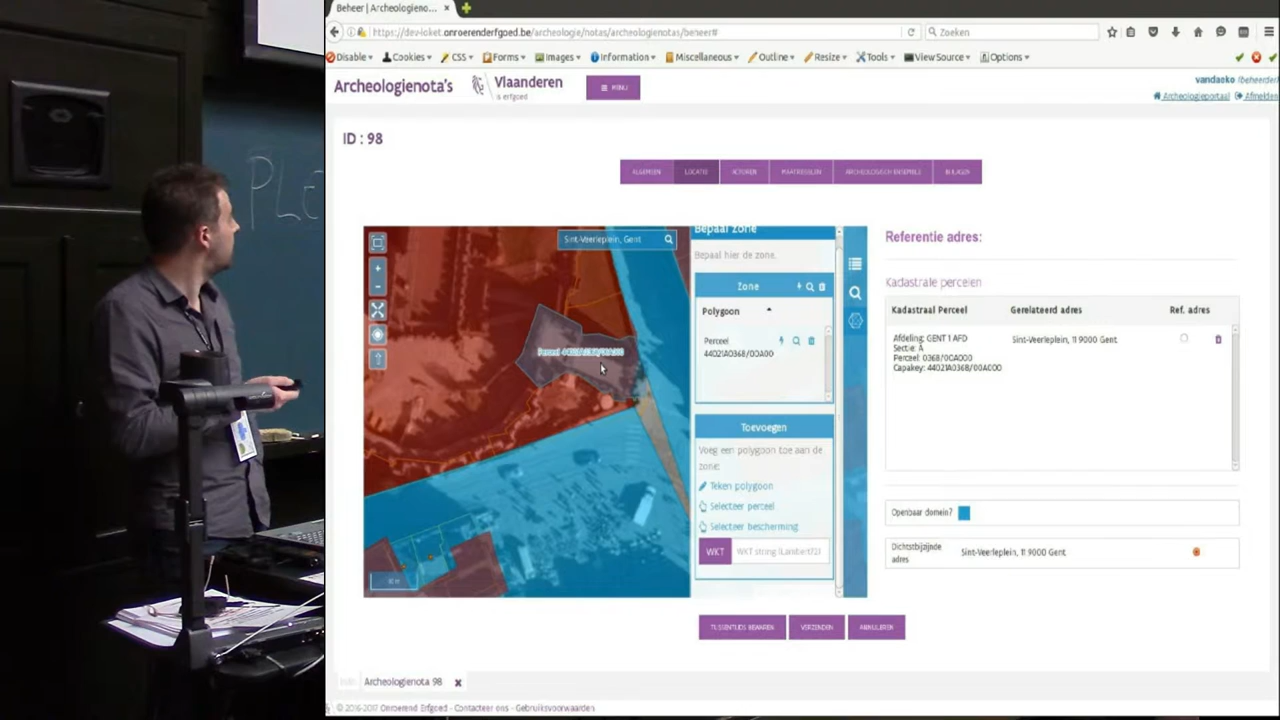 Beheer | Archeologieno...
https://dev-loket.onroerenderfgoed.be/archeologie/notas/archeologienotas/beheer#
Zoeken
Disable
Cookies
CSS
Forms
Images
Information
Miscellaneous
Outline
Resize
Tools
View Source
Options
Archeologienota's
Vlaanderen
is erfgoed
MENU
vandaeko (beheerder)
Archeologieportaal
Afmelden
ID : 98
ALGEMEEN
LOCATIE
ACTOREN
MAATREGELEN
ARCHEOLOGISCH ENSEMBLE
BIJLAGEN
Sint-Veerleplein, Gent
Bepaal zone
Bepaal hier de zone.
Zone
Polygoon
Perceel
44021A0368/00A000
Toevoegen
Voeg een polygoon toe aan de
zone:
Teken polygoon
Selecteer perceel
Selecteer bescherming
WKT
WKT string (Lambert72)
Referentie adres:
Kadastrale percelen
Kadastraal Perceel
Gerelateerd adres
Ref. adres
Afdeling: GENT 1 AFD
Sectie: A
Perceel: 0368/00A000
Capakey: 44021A0368/00A000
Sint-Veerleplein, 11 9000 Gent
Openbaar domein?
Dichtstbijzijnde
adres
Sint-Veerleplein, 11 9000 Gent
TUSSENTIJDS BEWAREN
VERZENDEN
ANNULEREN
Archeologienota 98
© 2016-2017 Onroerend Erfgoed - Contacteer ons - Gebruiksvoorwaarden